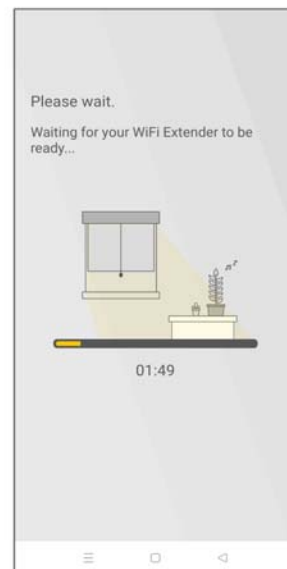 Please wait.
Waiting for your WiFi Extender to be
ready...
z z
01:49